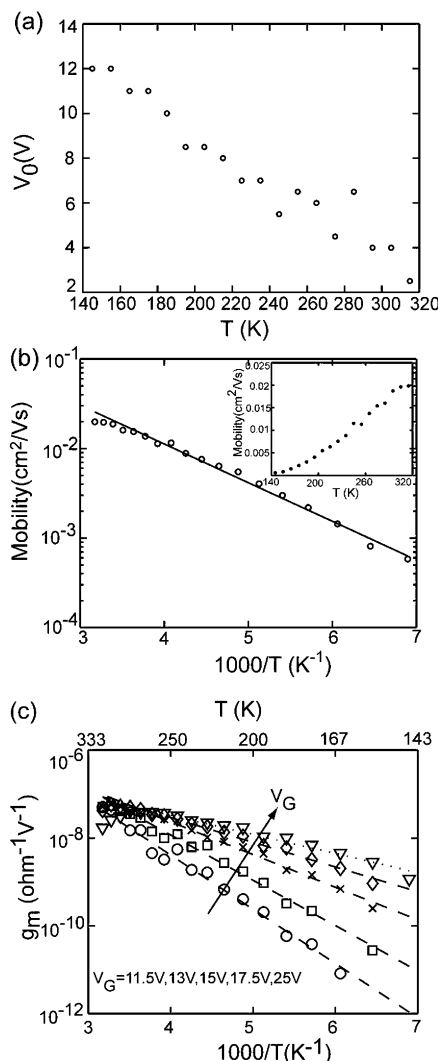 (a)
14
12
10
8
6
4
2
V0(V)
140 160 180 200 220 240 260 280 300 320
T (K)
(b)
10-1
10-2
10-3
10-4
Mobility(cm2/Vs)
3 4 5 6 7
1000/T (K-1)
0.025
0.02
0.015
0.01
0.005
Mobility(cm2/Vs)
200 260 320
T (K)
(c)
T (K)
333 250 200 167 143
10-6
10-8
10-10
10-12
gm (ohm-1V-1)
VG
VG=11.5V,13V,15V,17.5V,25V
3 4 5 6 7
1000/T(K-1)